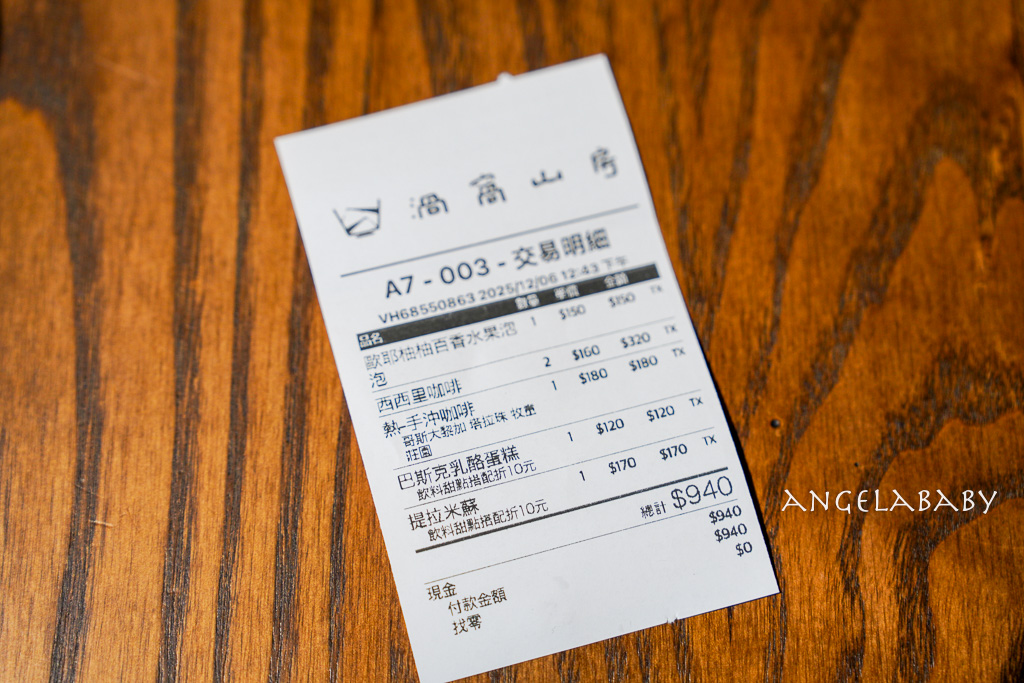 渦窩山房
A7 - 003 - 交易明細
VH68550863 2025/12/06 12:43 下午
品名 數量 單價 金額
歐耶柚柚百香水果泡 1 $150 $150 TX
泡
西西里咖啡 2 $160 $320 TX
熱-手沖咖啡 1 $180 $180 TX
哥斯大黎加 塔拉珠 牧童
莊園
巴斯克乳酪蛋糕 1 $120 $120 TX
飲料甜點搭配折10元
提拉米蘇 1 $170 $170 TX
飲料甜點搭配折10元
總計 $940
現金 $940
付款金額 $940
找零 $0
ANGELABABY